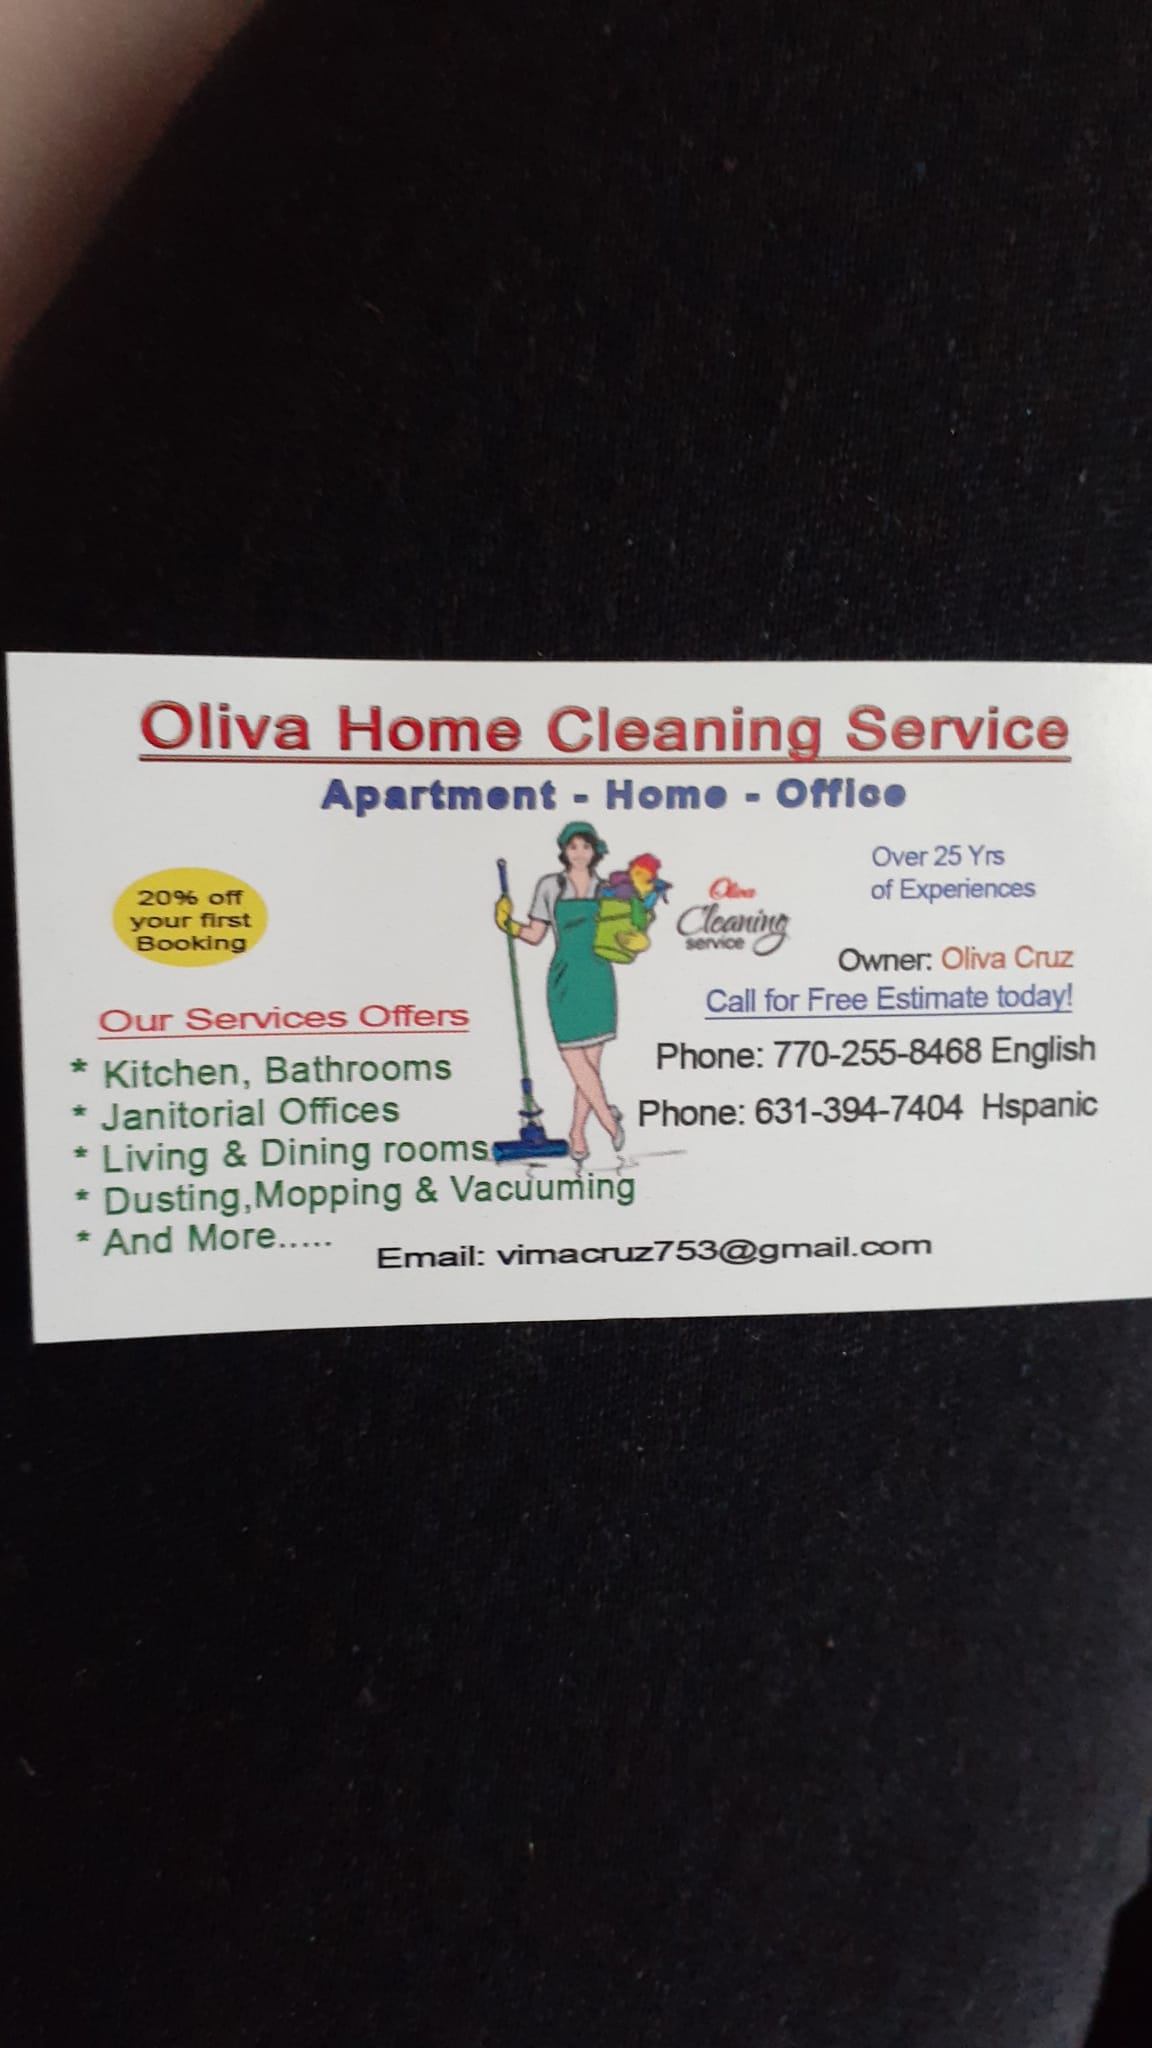 Oliva Home Cleaning Service
Apartment - Home - Office
20% off
your first
Booking
Oliva
Cleaning
service
Over 25 Yrs
of Experiences
Owner: Oliva Cruz
Call for Free Estimate today!
Phone: 770-255-8468 English
Phone: 631-394-7404 Hspanic
Our Services Offers
* Kitchen, Bathrooms
* Janitorial Offices
* Living & Dining rooms
* Dusting,Mopping & Vacuuming
* And More.....
Email: vimacruz753@gmail.com